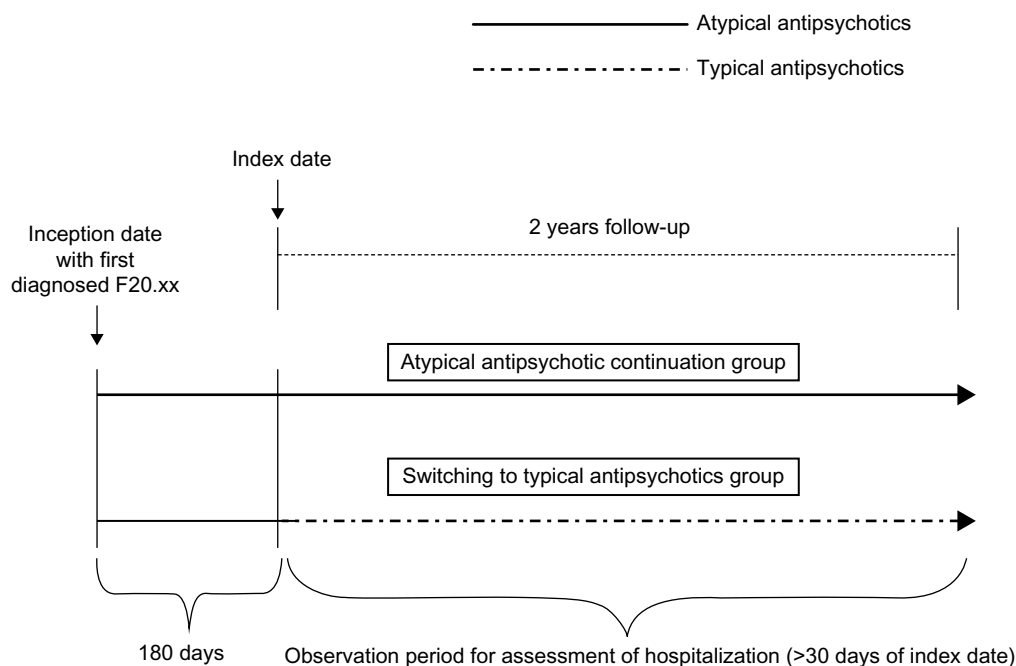 Atypical antipsychotics
Typical antipsychotics
Index date
2 years follow-up
Inception date
with first
diagnosed F20.xx
Atypical antipsychotic continuation group
Switching to typical antipsychotics group
180 days
Observation period for assessment of hospitalization (>30 days of index date)